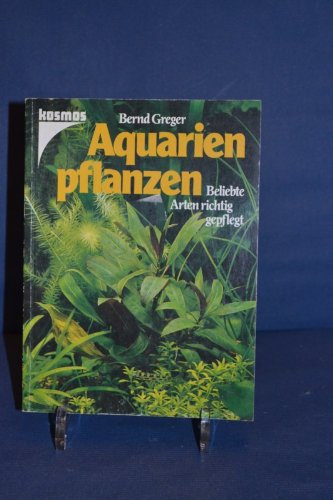 kosmos
Bernd Greger
Aquarien
pflanzen
Beliebte
Arten richtig
gepflegt